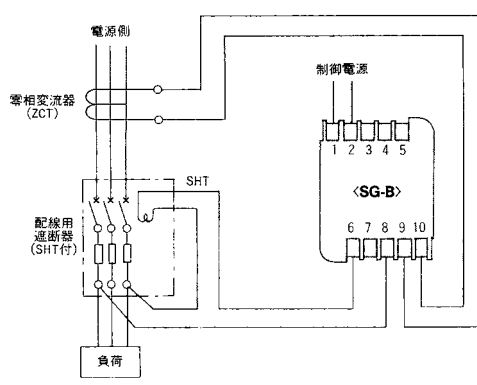 電源側
零相変流器
(ZCT)
制御電源
1 2 3 4 5
<SG-B>
6 7 8 9 10
SHT
配線用
遮断器
(SHT付)
負荷